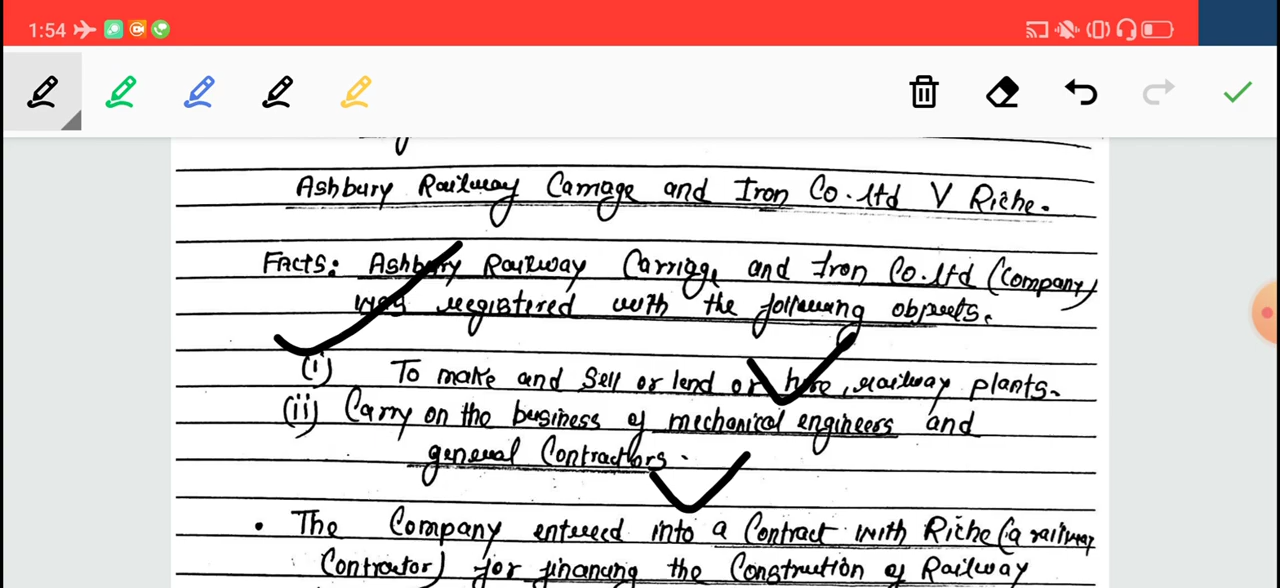 1:54
Ashbury Railway Carriage and Iron Co. ltd V Riche.
Facts: Ashbury Railway Carriage and Iron Co. ltd (Company)
was registered with the following objects.
(i) To make and Sell or lend or hire, railway plants.
(ii) Carry on the business of mechanical engineers and
general Contractors.
• The Company entered into a Contract with Riche (a railway
Contractor) for financing the Construction of Railway